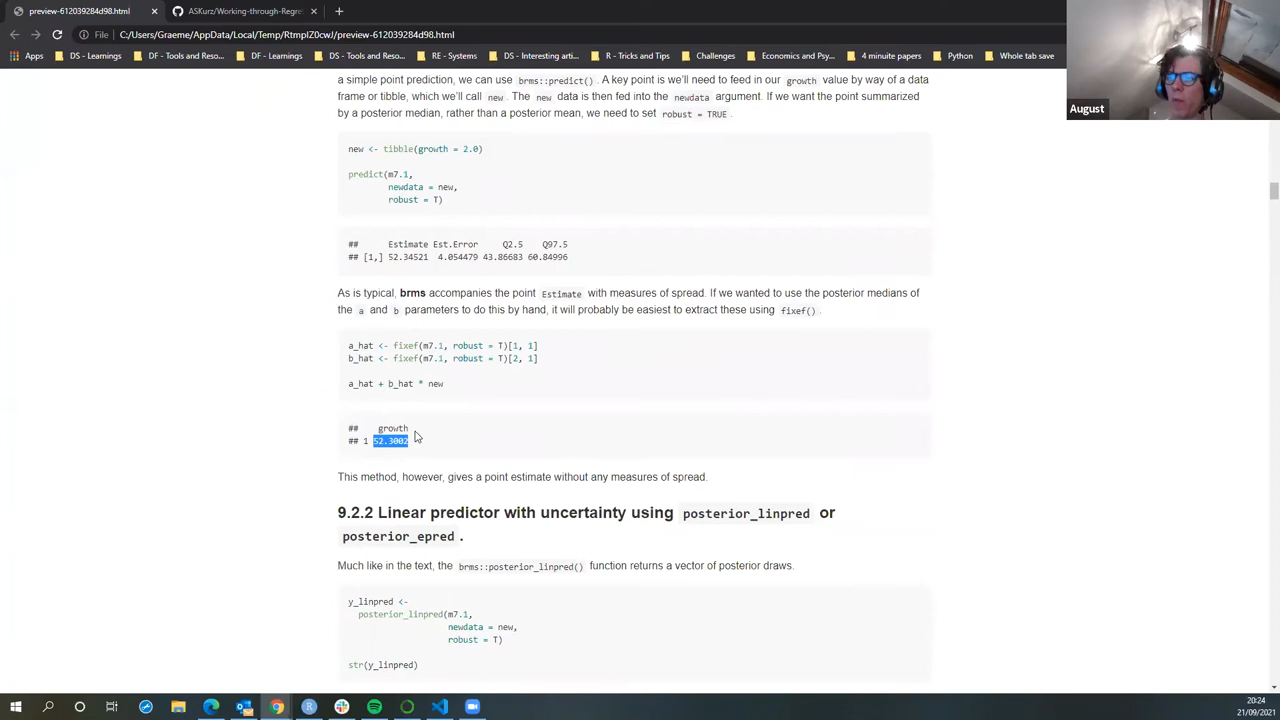 preview-612039284d98.html
ASKurz/Working-through-Regre
File
C:/Users/Graeme/AppData/Local/Temp/RtmpIZ0cwJ/preview-612039284d98.html
Apps
DS - Learnings
DF - Tools and Reso...
DF - Learnings
DS - Tools and Reso...
RE - Systems
DS - Interesting arti...
R - Tricks and Tips
Challenges
Economics and Psy...
4 minuite papers
Python
Whole tab save
August
a simple point prediction, we can use brms::predict(). A key point is we'll need to feed in our growth value by way of a data
frame or tibble, which we'll call new. The new data is then fed into the newdata argument. If we want the point summarized
by a posterior median, rather than a posterior mean, we need to set robust = TRUE.
new <- tibble(growth = 2.0)
predict(m7.1,
newdata = new,
robust = T)
## Estimate Est.Error Q2.5 Q97.5
## [1,] 52.34521 4.054479 43.86683 60.84996
As is typical, brms accompanies the point Estimate with measures of spread. If we wanted to use the posterior medians of
the a and b parameters to do this by hand, it will probably be easiest to extract these using fixef().
a_hat <- fixef(m7.1, robust = T)[1, 1]
b_hat <- fixef(m7.1, robust = T)[2, 1]
a_hat + b_hat * new
## growth
## 1 52.3002
This method, however, gives a point estimate without any measures of spread.
9.2.2 Linear predictor with uncertainty using posterior_linpred or
posterior_epred.
Much like in the text, the brms::posterior_linpred() function returns a vector of posterior draws.
y_linpred <-
posterior_linpred(m7.1,
newdata = new,
robust = T)
str(y_linpred)
20:24
21/09/2021